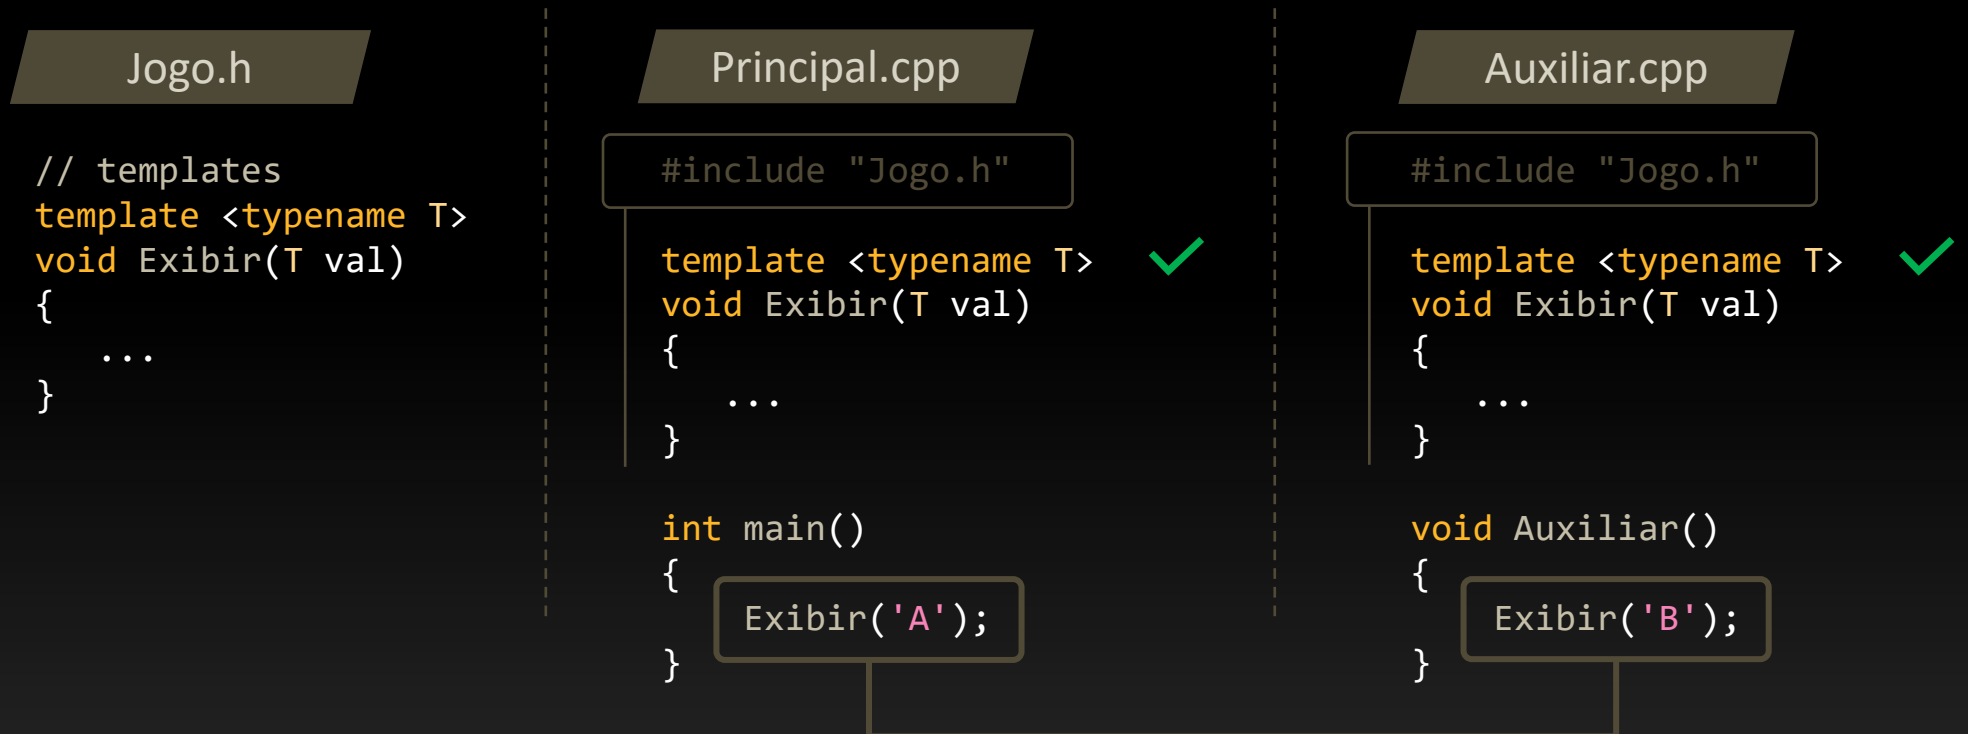 Jogo.h
// templates
template <typename T>
void Exibir(T val)
{
...
}
Principal.cpp
#include "Jogo.h"
template <typename T>
void Exibir(T val)
{
...
}
int main()
{
Exibir('A');
}
Auxiliar.cpp
#include "Jogo.h"
template <typename T>
void Exibir(T val)
{
...
}
void Auxiliar()
{
Exibir('B');
}